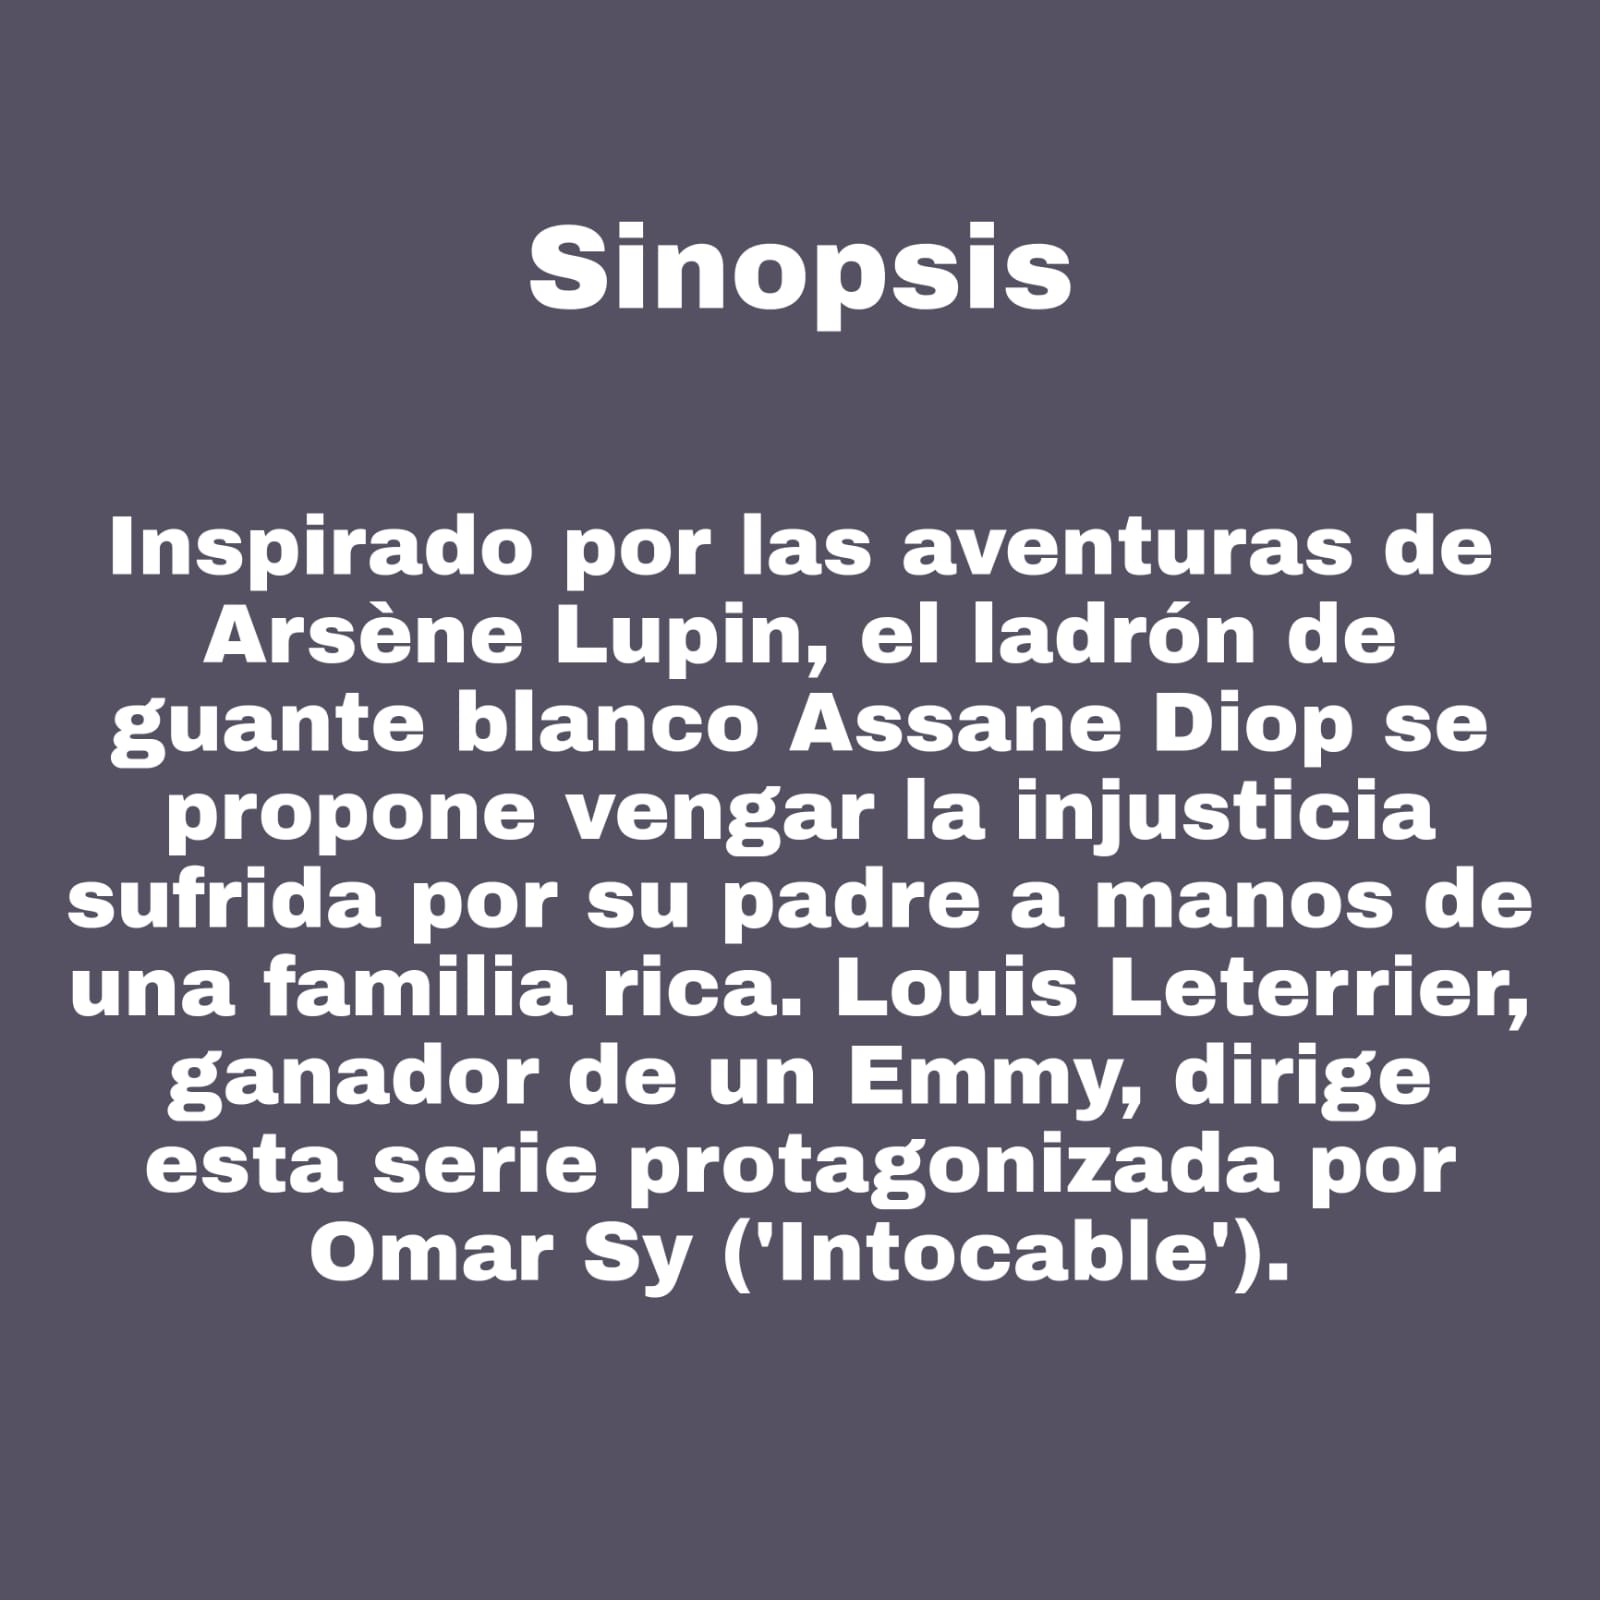 Sinopsis
Inspirado por las aventuras de
Arsène Lupin, el ladrón de
guante blanco Assane Diop se
propone vengar la injusticia
sufrida por su padre a manos de
una familia rica. Louis Leterrier,
ganador de un Emmy, dirige
esta serie protagonizada por
Omar Sy ('Intocable').